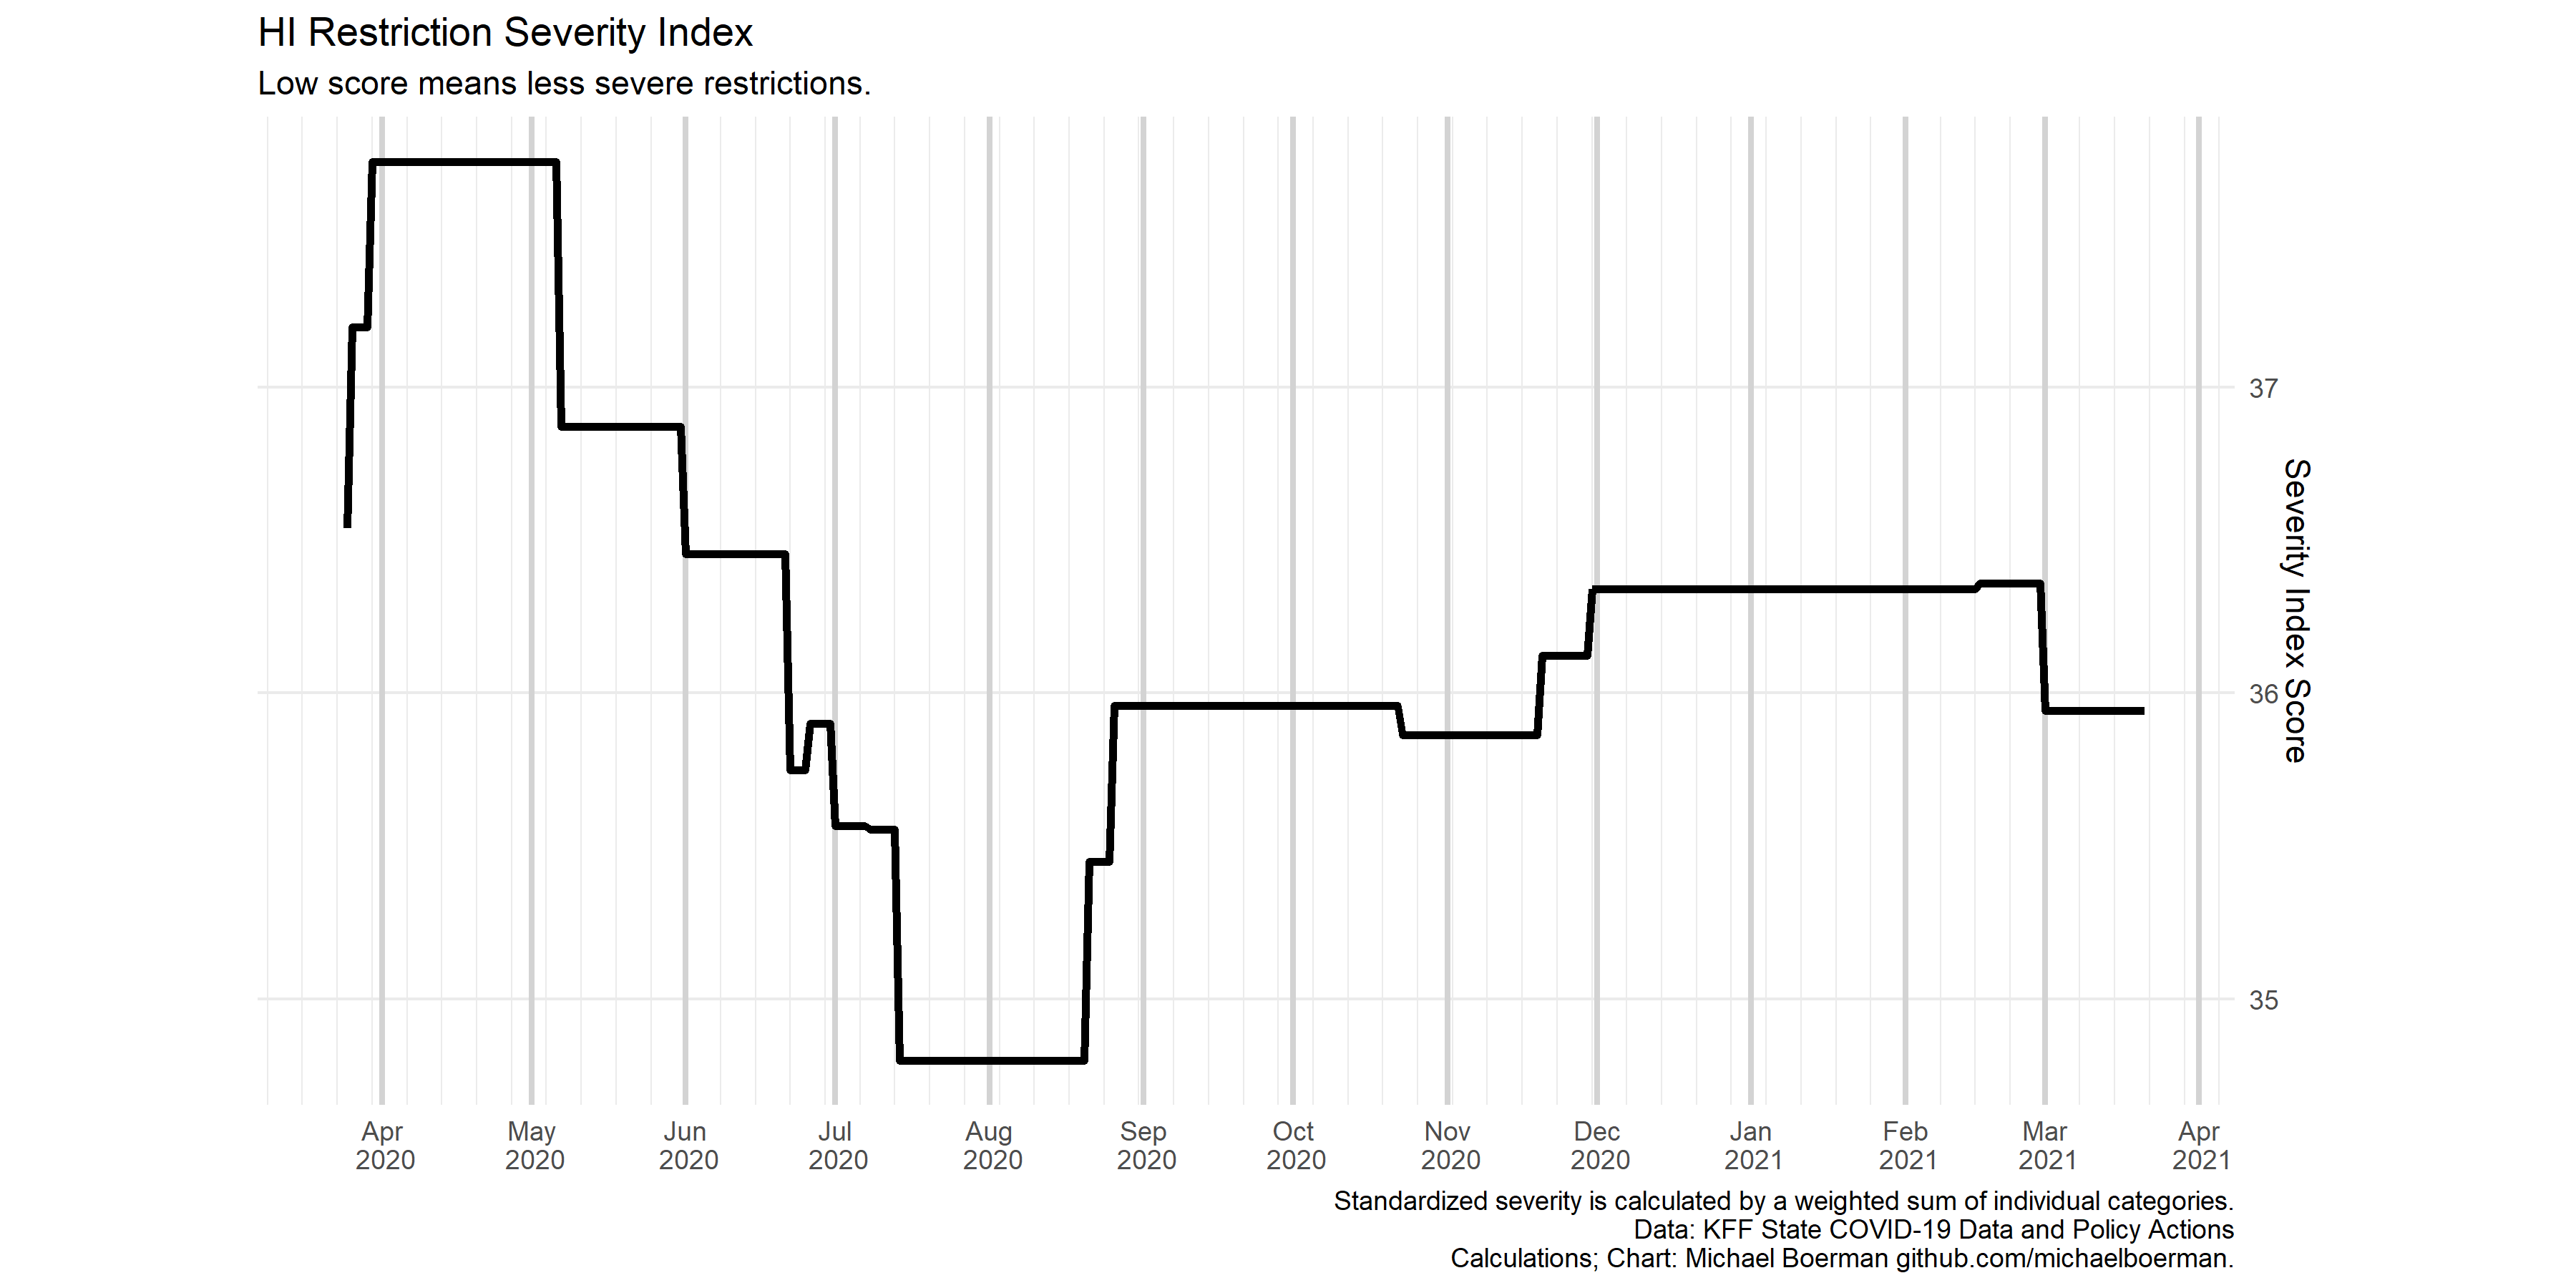 HI Restriction Severity Index
Low score means less severe restrictions.
37
36
35
Severity Index Score
Apr May Jun Jul Aug Sep Oct Nov Dec Jan Feb Mar Apr
2020 2020 2020 2020 2020 2020 2020 2020 2020 2021 2021 2021 2021
Standardized severity is calculated by a weighted sum of individual categories.
Data: KFF State COVID-19 Data and Policy Actions
Calculations; Chart: Michael Boerman github.com/michaelboerman.